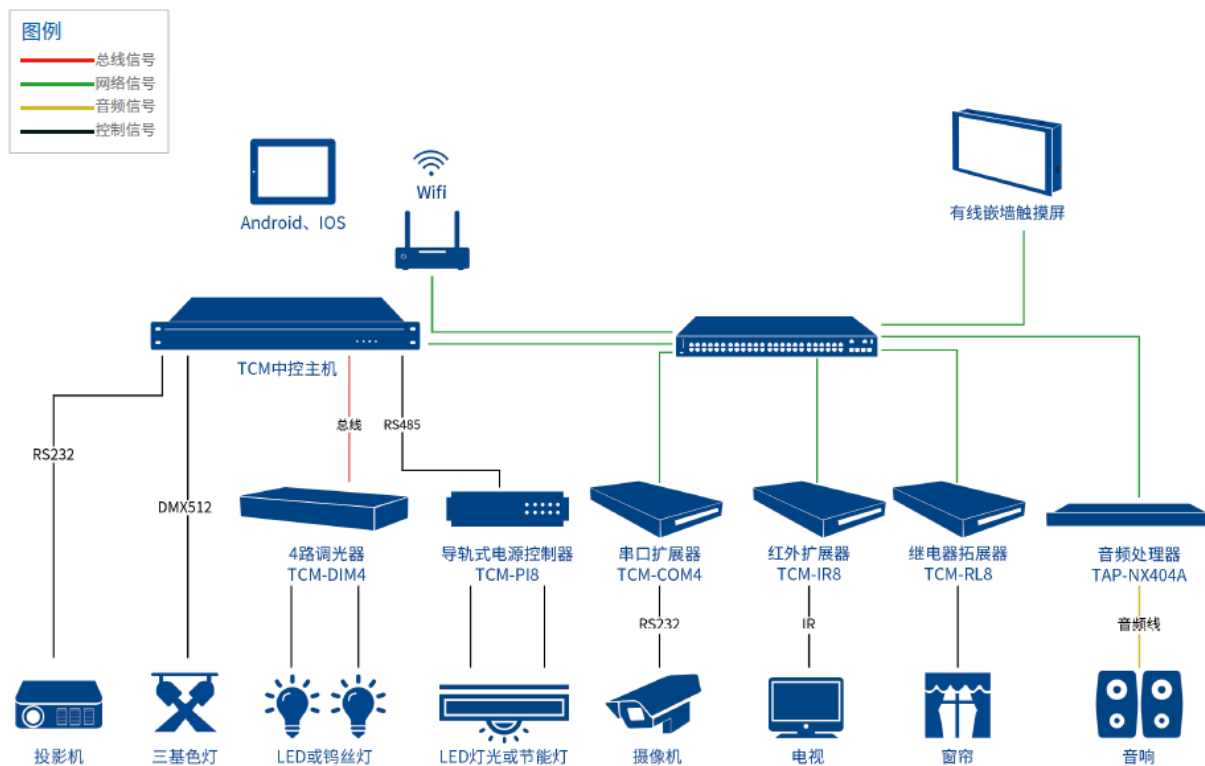 图例
总线信号
网络信号
音频信号
控制信号
Android、IOS
Wifi
有线嵌墙触摸屏
TCM中控主机
RS232
DMX512
总线
RS485
4路调光器
TCM-DIM4
导轨式电源控制器
TCM-PI8
串口扩展器
TCM-COM4
红外扩展器
TCM-IR8
继电器拓展器
TCM-RL8
音频处理器
TAP-NX404A
RS232
IR
音频线
投影机
三基色灯
LED或钨丝灯
LED灯光或节能灯
摄像机
电视
窗帘
音响